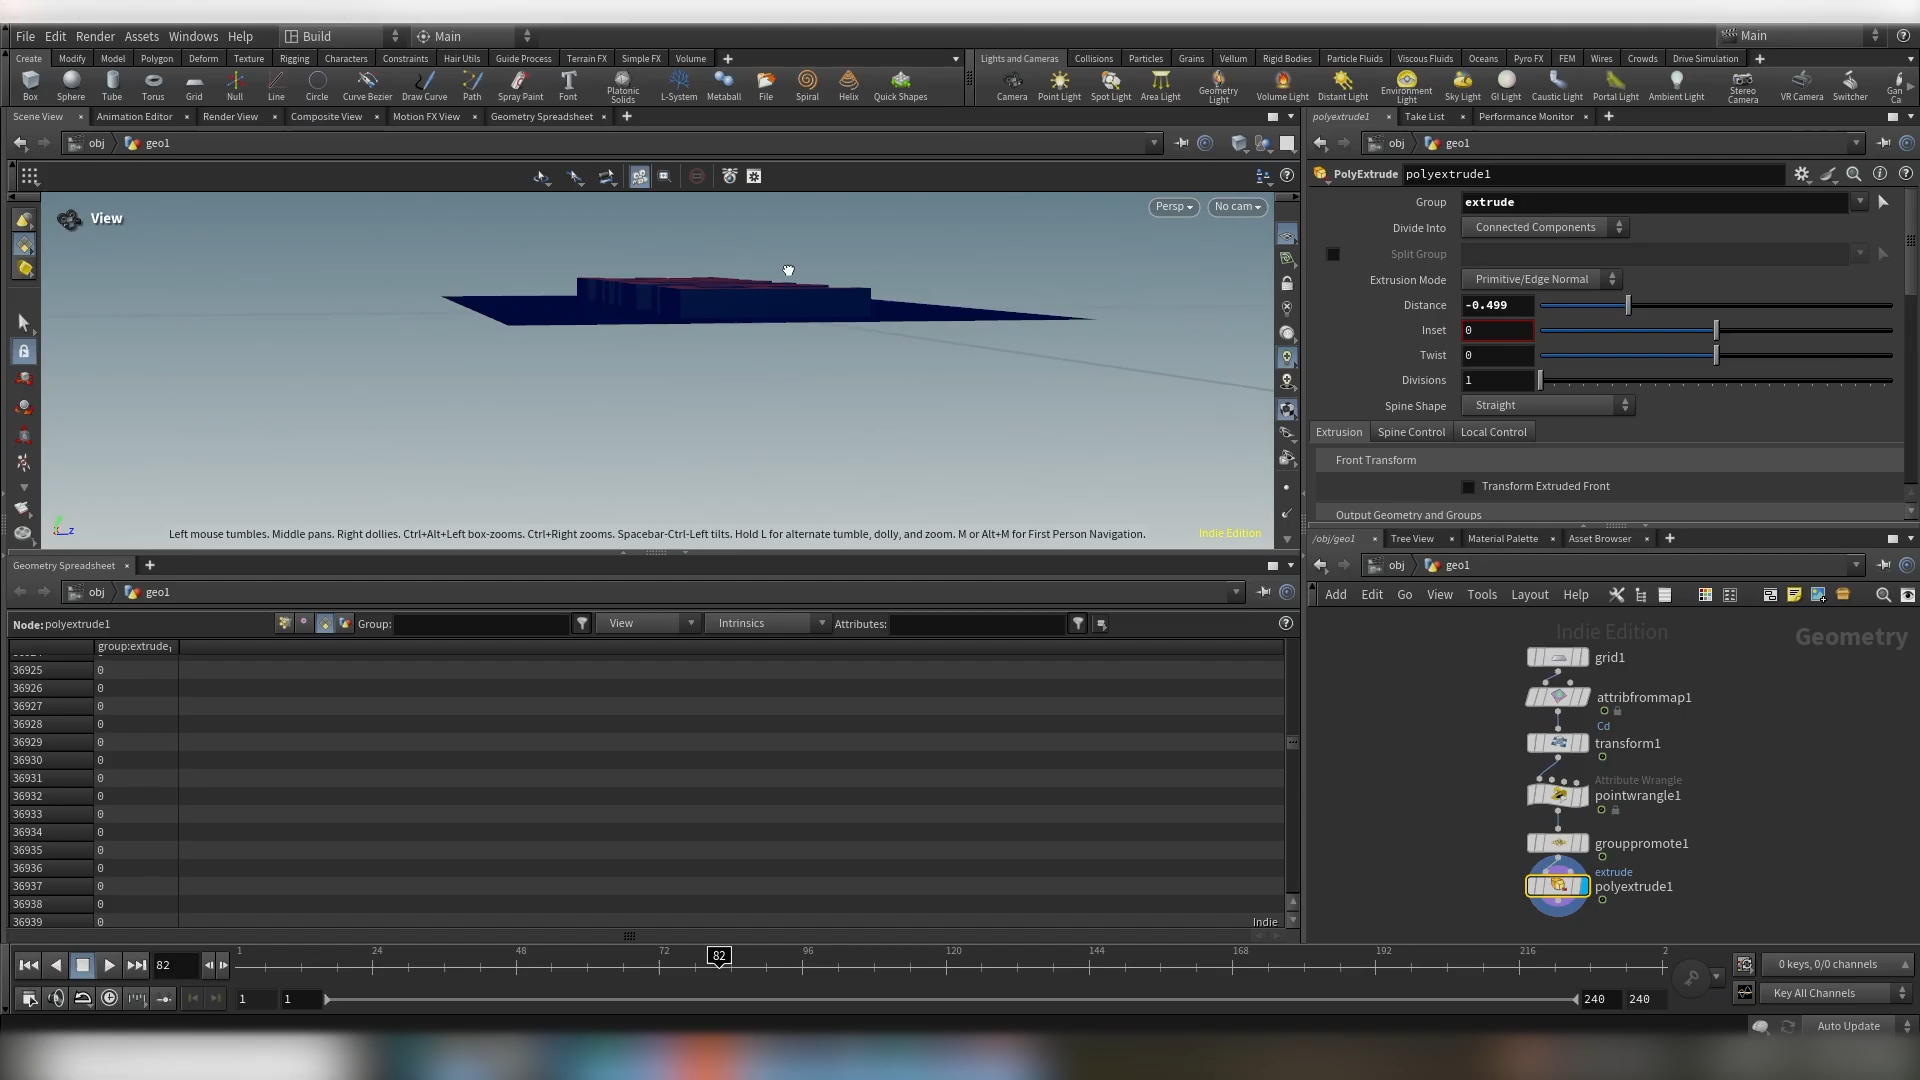 File Edit Render Assets Windows Help Build Main Main
Create Modify Model Polygon Deform Texture Rigging Characters Constraints Hair Utils Guide Process Terrain FX Simple FX Volume Lights and Cameras Collisions Particles Grains Vellum Rigid Bodies Particle Fluids Viscous Fluids Oceans Pyro FX FEM Wires Crowds Drive Simulation
Box Sphere Tube Torus Grid Null Line Circle Curve Bezier Draw Curve Path Spray Paint Font Platonic Solids L-System Metaball File Spiral Helix Quick Shapes Camera Point Light Spot Light Area Light Geometry Light Volume Light Distant Light Environment Light Sky Light GI Light Caustic Light Portal Light Ambient Light Stereo Camera VR Camera Switcher Gan Ca
Scene View Animation Editor Render View Composite View Motion FX View Geometry Spreadsheet
obj geo1
View
Persp No cam
Left mouse tumbles. Middle pans. Right dollies. Ctrl+Alt+Left box-zooms. Ctrl+Right zooms. Spacebar-Ctrl-Left tilts. Hold L for alternate tumble, dolly, and zoom. M or Alt+M for First Person Navigation.
Indie Edition
z
polyextrude1 Take List Performance Monitor
obj geo1
PolyExtrude polyextrude1
Group extrude
Divide Into Connected Components
Split Group
Extrusion Mode Primitive/Edge Normal
Distance -0.499
Inset 0
Twist 0
Divisions 1
Spine Shape Straight
Extrusion Spine Control Local Control
Front Transform
Transform Extruded Front
Output Geometry and Groups
Geometry Spreadsheet
obj geo1
Node: polyextrude1 Group: View Intrinsics Attributes:
group:extrude
36925 0
36926 0
36927 0
36928 0
36929 0
36930 0
36931 0
36932 0
36933 0
36934 0
36935 0
36936 0
36937 0
36938 0
36939 0
Indie
/obj/geo1 Tree View Material Palette Asset Browser
obj geo1
Add Edit Go View Tools Layout Help
Indie Edition
Geometry
grid1
attribfrommap1
Cd
transform1
Attribute Wrangle
pointwrangle1
grouppromote1
extrude
polyextrude1
82 1 24 48 72 82 96 120 144 168 192 216 2
0 keys, 0/0 channels
1 1 240 240
Key All Channels
Auto Update